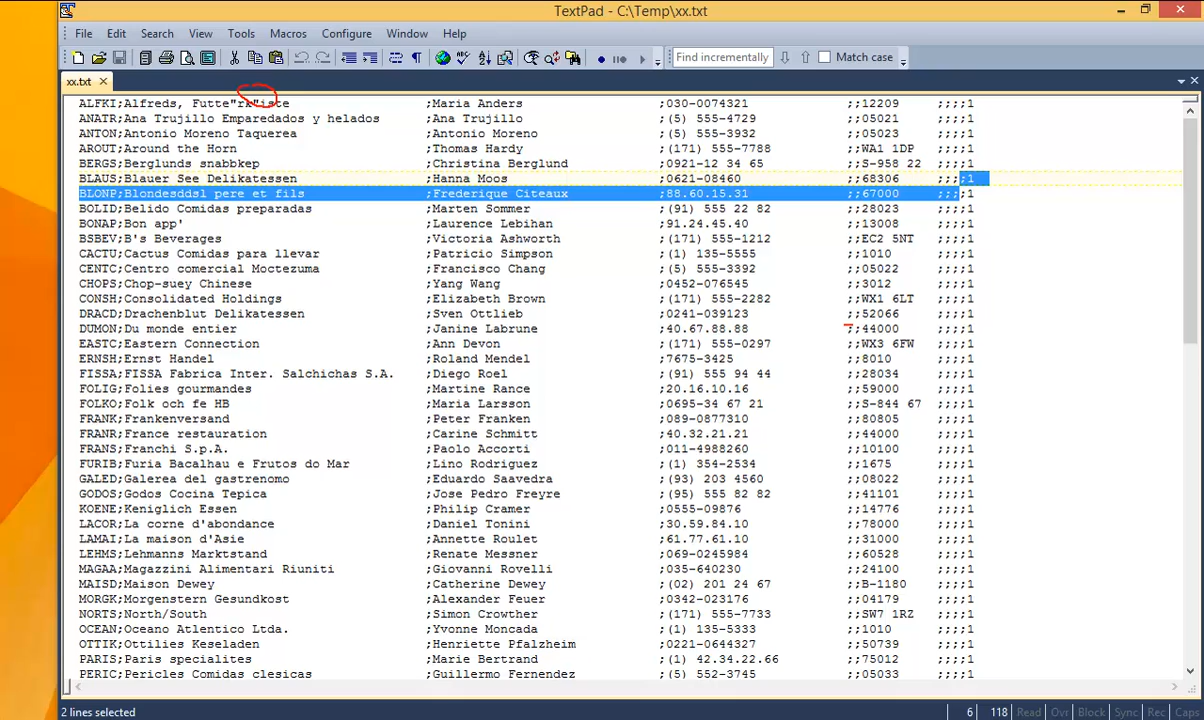 TextPad - C:\Temp\xx.txt
File Edit Search View Tools Macros Configure Window Help
Find incrementally Match case
xx.txt
ALFKI;Alfreds, Futte"rk"iste ;Maria Anders ;030-0074321 ;;12209 ;;;;1
ANATR;Ana Trujillo Emparedados y helados ;Ana Trujillo ;(5) 555-4729 ;;05021 ;;;;1
ANTON;Antonio Moreno Taquerea ;Antonio Moreno ;(5) 555-3932 ;;05023 ;;;;1
AROUT;Around the Horn ;Thomas Hardy ;(171) 555-7788 ;;WA1 1DP ;;;;1
BERGS;Berglunds snabbkep ;Christina Berglund ;0921-12 34 65 ;;S-958 22 ;;;;1
BLAUS;Blauer See Delikatessen ;Hanna Moos ;0621-08460 ;;68306 ;;;;1
BLONP;Blondesddsl pere et fils ;Frederique Citeaux ;88.60.15.31 ;;67000 ;;;;1
BOLID;Belido Comidas preparadas ;Marten Sommer ;(91) 555 22 82 ;;28023 ;;;;1
BONAP;Bon app' ;Laurence Lebihan ;91.24.45.40 ;;13008 ;;;;1
BSBEV;B's Beverages ;Victoria Ashworth ;(171) 555-1212 ;;EC2 5NT ;;;;1
CACTU;Cactus Comidas para llevar ;Patricio Simpson ;(1) 135-5555 ;;1010 ;;;;1
CENTC;Centro comercial Moctezuma ;Francisco Chang ;(5) 555-3392 ;;05022 ;;;;1
CHOPS;Chop-suey Chinese ;Yang Wang ;0452-076545 ;;3012 ;;;;1
CONSH;Consolidated Holdings ;Elizabeth Brown ;(171) 555-2282 ;;WX1 6LT ;;;;1
DRACD;Drachenblut Delikatessen ;Sven Ottlieb ;0241-039123 ;;52066 ;;;;1
DUMON;Du monde entier ;Janine Labrune ;40.67.88.88 ;;44000 ;;;;1
EASTC;Eastern Connection ;Ann Devon ;(171) 555-0297 ;;WX3 6FW ;;;;1
ERNSH;Ernst Handel ;Roland Mendel ;7675-3425 ;;8010 ;;;;1
FISSA;FISSA Fabrica Inter. Salchichas S.A. ;Diego Roel ;(91) 555 94 44 ;;28034 ;;;;1
FOLIG;Folies gourmandes ;Martine Rance ;20.16.10.16 ;;59000 ;;;;1
FOLKO;Folk och fe HB ;Maria Larsson ;0695-34 67 21 ;;S-844 67 ;;;;1
FRANK;Frankenversand ;Peter Franken ;089-0877310 ;;80805 ;;;;1
FRANR;France restauration ;Carine Schmitt ;40.32.21.21 ;;44000 ;;;;1
FRANS;Franchi S.p.A. ;Paolo Accorti ;011-4988260 ;;10100 ;;;;1
FURIB;Furia Bacalhau e Frutos do Mar ;Lino Rodriguez ;(1) 354-2534 ;;1675 ;;;;1
GALED;Galerea del gastrenomo ;Eduardo Saavedra ;(93) 203 4560 ;;08022 ;;;;1
GODOS;Godos Cocina Tepica ;Jose Pedro Freyre ;(95) 555 82 82 ;;41101 ;;;;1
KOENE;Keniglich Essen ;Philip Cramer ;0555-09876 ;;14776 ;;;;1
LACOR;La corne d'abondance ;Daniel Tonini ;30.59.84.10 ;;78000 ;;;;1
LAMAI;La maison d'Asie ;Annette Roulet ;61.77.61.10 ;;31000 ;;;;1
LEHMS;Lehmanns Marktstand ;Renate Messner ;069-0245984 ;;60528 ;;;;1
MAGAA;Magazzini Alimentari Riuniti ;Giovanni Rovelli ;035-640230 ;;24100 ;;;;1
MAISD;Maison Dewey ;Catherine Dewey ;(02) 201 24 67 ;;B-1180 ;;;;1
MORGK;Morgenstern Gesundkost ;Alexander Feuer ;0342-023176 ;;04179 ;;;;1
NORTS;North/South ;Simon Crowther ;(171) 555-7733 ;;SW7 1RZ ;;;;1
OCEAN;Oceano Atlentico Ltda. ;Yvonne Moncada ;(1) 135-5333 ;;1010 ;;;;1
OTTIK;Ottilies Keseladen ;Henriette Pfalzheim ;0221-0644327 ;;50739 ;;;;1
PARIS;Paris specialites ;Marie Bertrand ;(1) 42.34.22.66 ;;75012 ;;;;1
PERIC;Pericles Comidas clesicas ;Guillermo Fernendez ;(5) 552-3745 ;;05033 ;;;;1
2 lines selected 6 118 Read Ovr Block Sync Rec Caps